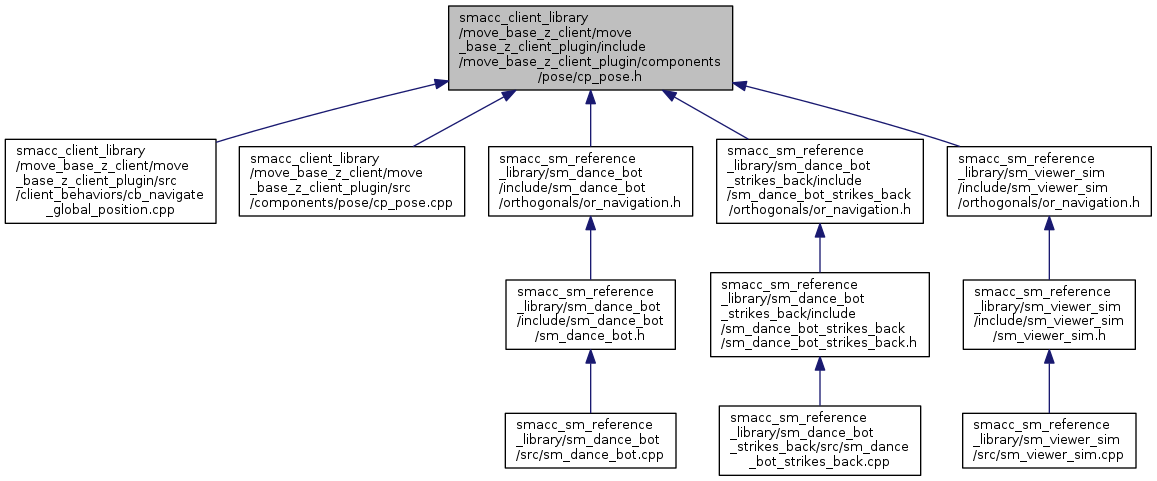 smacc_client_library
/move_base_z_client/move
_base_z_client_plugin/include
/move_base_z_client_plugin/components
/pose/cp_pose.h
smacc_client_library
/move_base_z_client/move
_base_z_client_plugin/src
/client_behaviors/cb_navigate
_global_position.cpp
smacc_client_library
/move_base_z_client/move
_base_z_client_plugin/src
/components/pose/cp_pose.cpp
smacc_sm_reference
_library/sm_dance_bot
/include/sm_dance_bot
/orthogonals/or_navigation.h
smacc_sm_reference
_library/sm_dance_bot
_strikes_back/include
/sm_dance_bot_strikes_back
/orthogonals/or_navigation.h
smacc_sm_reference
_library/sm_viewer_sim
/include/sm_viewer_sim
/orthogonals/or_navigation.h
smacc_sm_reference
_library/sm_dance_bot
/include/sm_dance_bot
/sm_dance_bot.h
smacc_sm_reference
_library/sm_dance_bot
_strikes_back/include
/sm_dance_bot_strikes_back
/sm_dance_bot_strikes_back.h
smacc_sm_reference
_library/sm_viewer_sim
/include/sm_viewer_sim
/sm_viewer_sim.h
smacc_sm_reference
_library/sm_dance_bot
/src/sm_dance_bot.cpp
smacc_sm_reference
_library/sm_dance_bot
_strikes_back/src/sm_dance
_bot_strikes_back.cpp
smacc_sm_reference
_library/sm_viewer_sim
/src/sm_viewer_sim.cpp